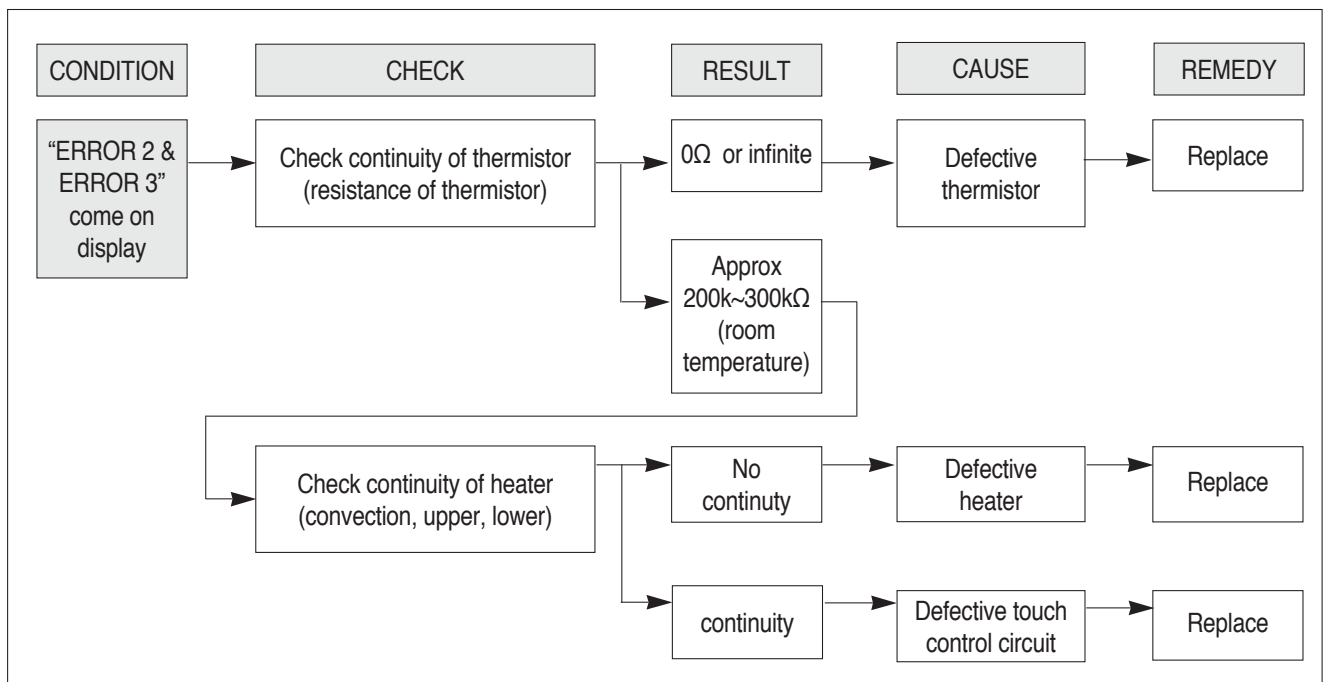 CONDITION
CHECK
RESULT
CAUSE
REMEDY
“ERROR 2 &
ERROR 3”
come on
display
Check continuity of thermistor
(resistance of thermistor)
0Ω or infinite
Defective
thermistor
Replace
Approx
200k~300kΩ
(room
temperature)
Check continuity of heater
(convection, upper, lower)
No
continuty
Defective
heater
Replace
continuity
Defective touch
control circuit
Replace